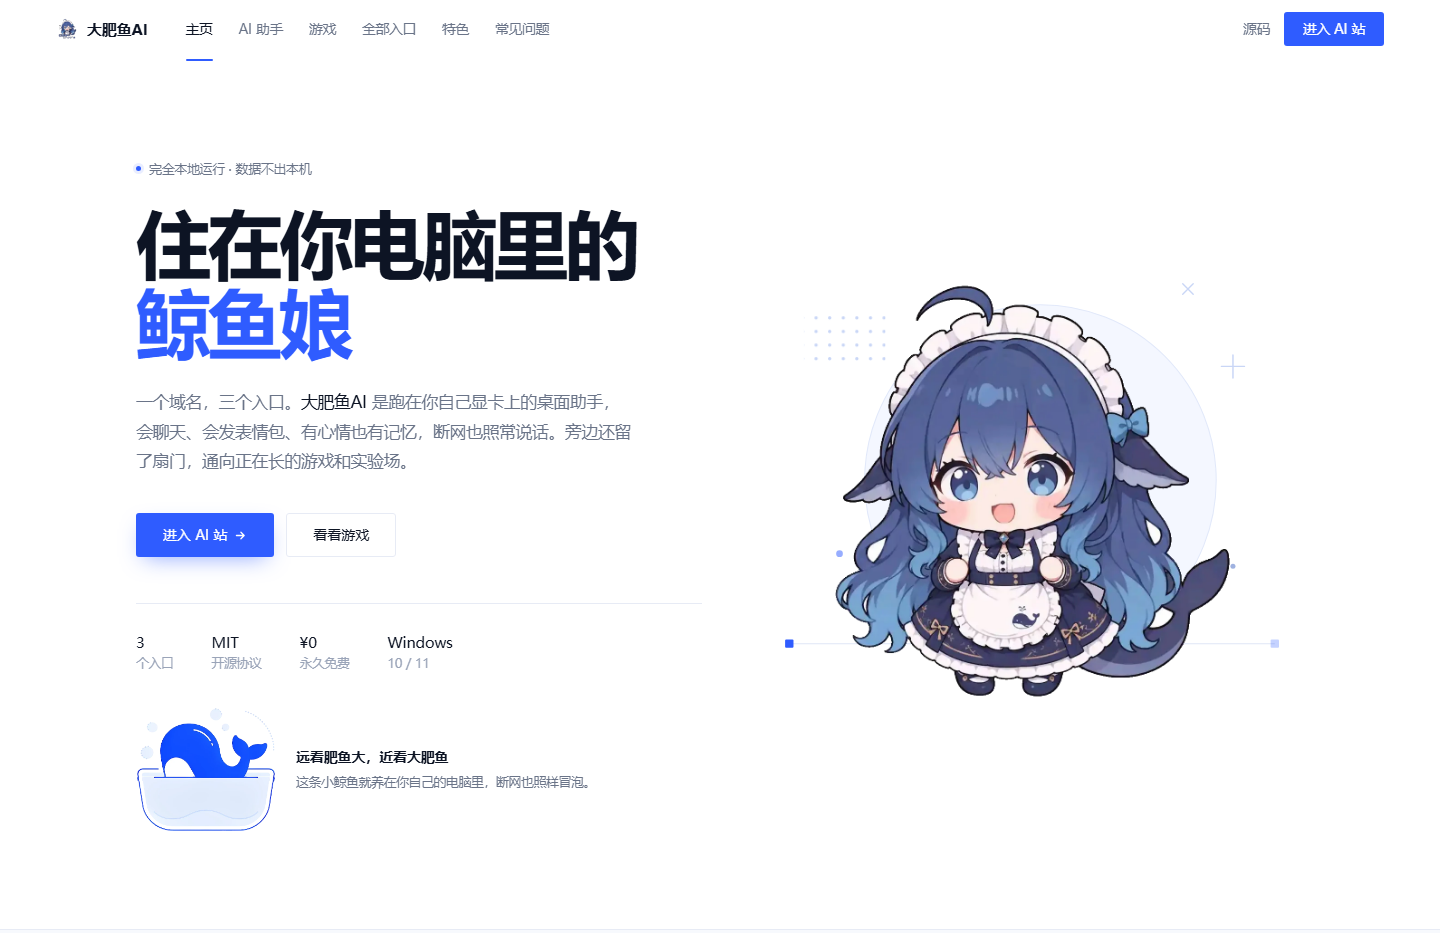 大肥鱼AI
主页
AI 助手
游戏
全部入口
特色
常见问题
源码
进入 AI 站
完全本地运行 · 数据不出本机
住在你电脑里的
鲸鱼娘
一个域名，三个入口。大肥鱼AI 是跑在你自己显卡上的桌面助手，
会聊天、会发表情包、有心情也有记忆，断网也照常说话。旁边还留
了扇门，通向正在长的游戏和实验场。
进入 AI 站 →
看看游戏
3
个入口
MIT
开源协议
¥0
永久免费
Windows
10 / 11
远看肥鱼大，近看大肥鱼
这条小鲸鱼就养在你自己的电脑里，断网也照样冒泡。